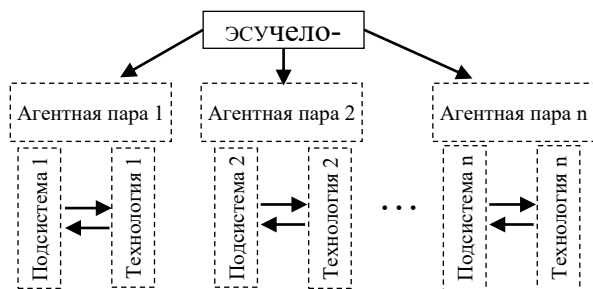 ЭСУчело-
Агентная пара 1
Агентная пара 2
Агентная пара n
Подсистема 1
Технология 1
Подсистема 2
Технология 2
...
Подсистема n
Технология n